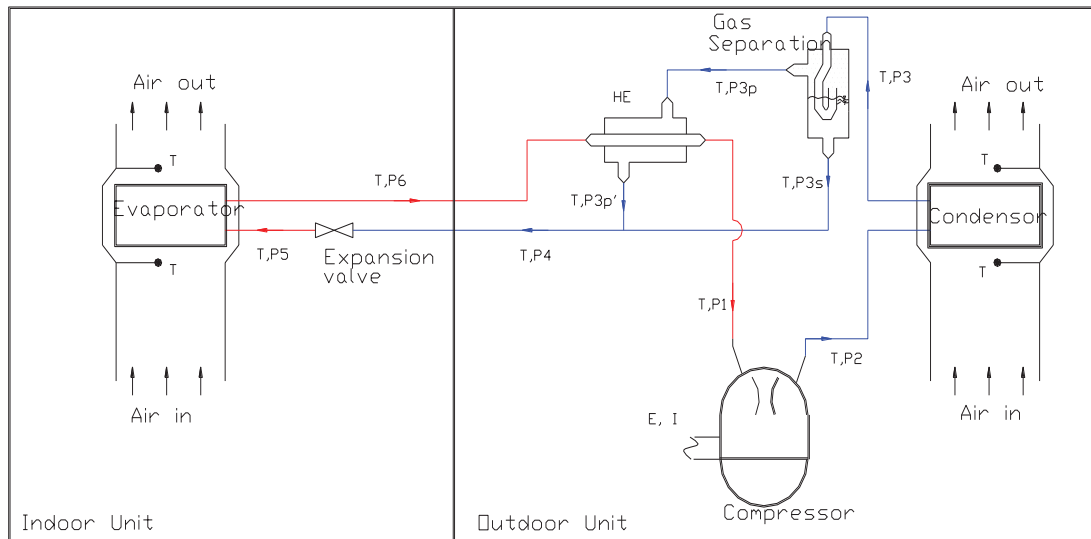 Gas
Separation
Air out
T,P3p
T,P3
Air out
HE
T
T
T,P6
T,P3p'
T,P3s
Evaporator
Condensor
T,P5
Expansion
valve
T,P4
T
T
T,P1
T,P2
Air in
E, I
Air in
Compressor
Indoor Unit
Outdoor Unit